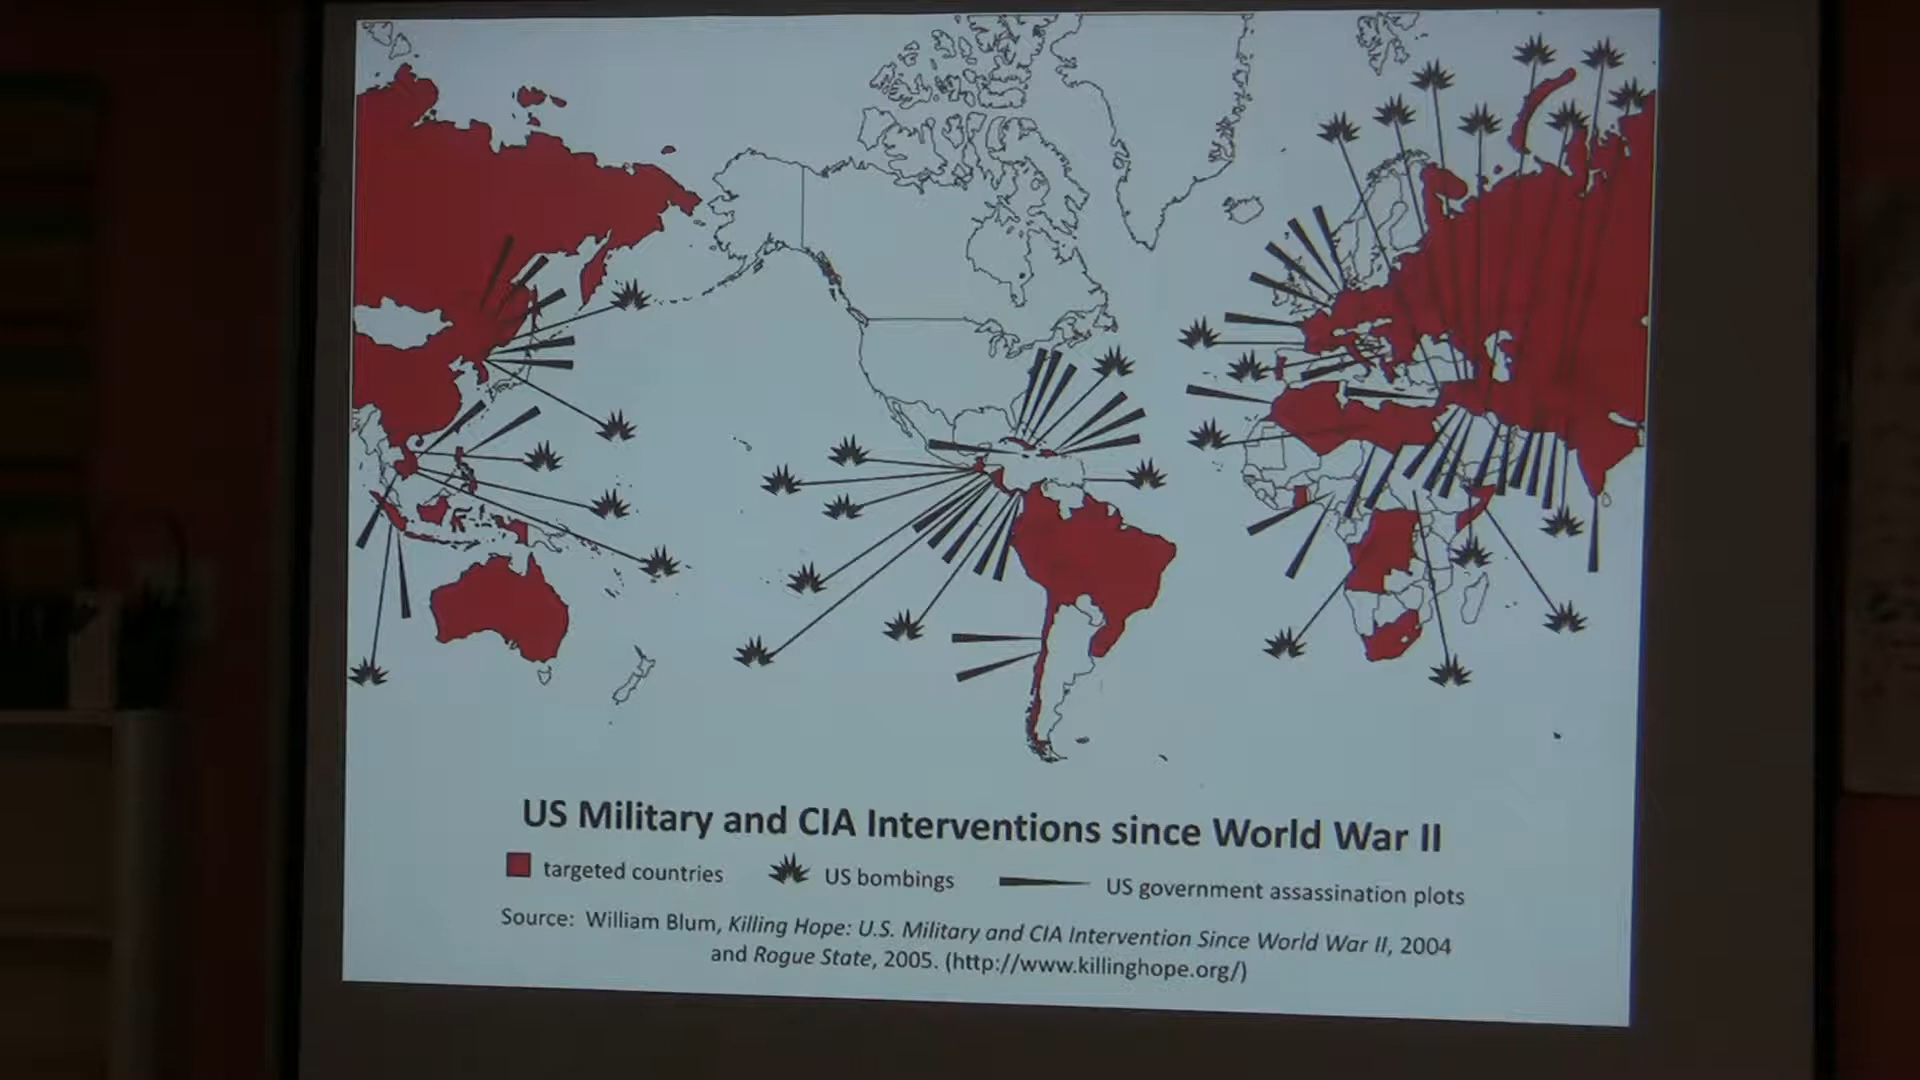 US Military and CIA Interventions since World War II
targeted countries US bombings US government assassination plots
Source: William Blum, Killing Hope: U.S. Military and CIA Intervention Since World War II, 2004
and Rogue State, 2005. (http://www.killinghope.org/)